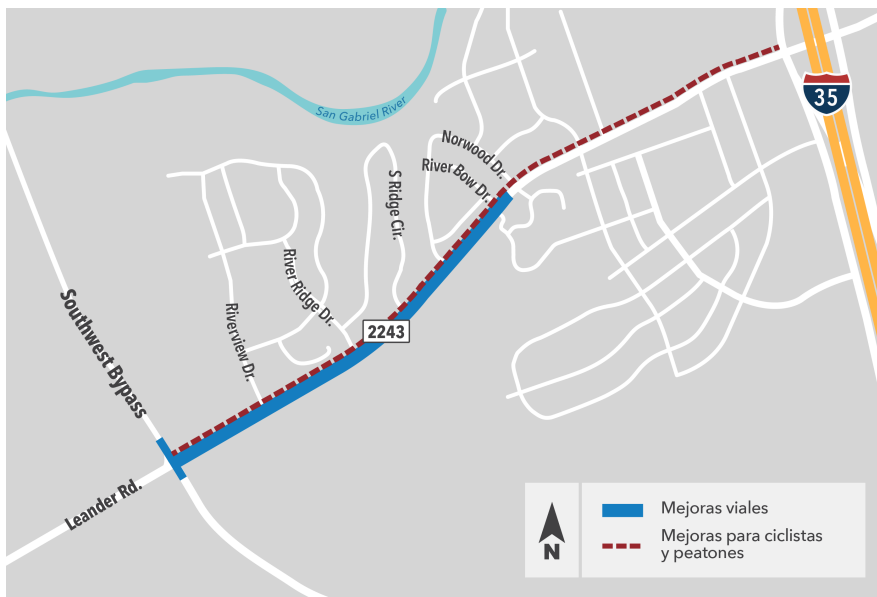 San Gabriel River
35
Norwood Dr.
River Bow Dr.
S Ridge Cir.
River Ridge Dr.
Riverview Dr.
2243
Southwest Bypass
Leander Rd.
N
Mejoras viales
Mejoras para ciclistas
y peatones